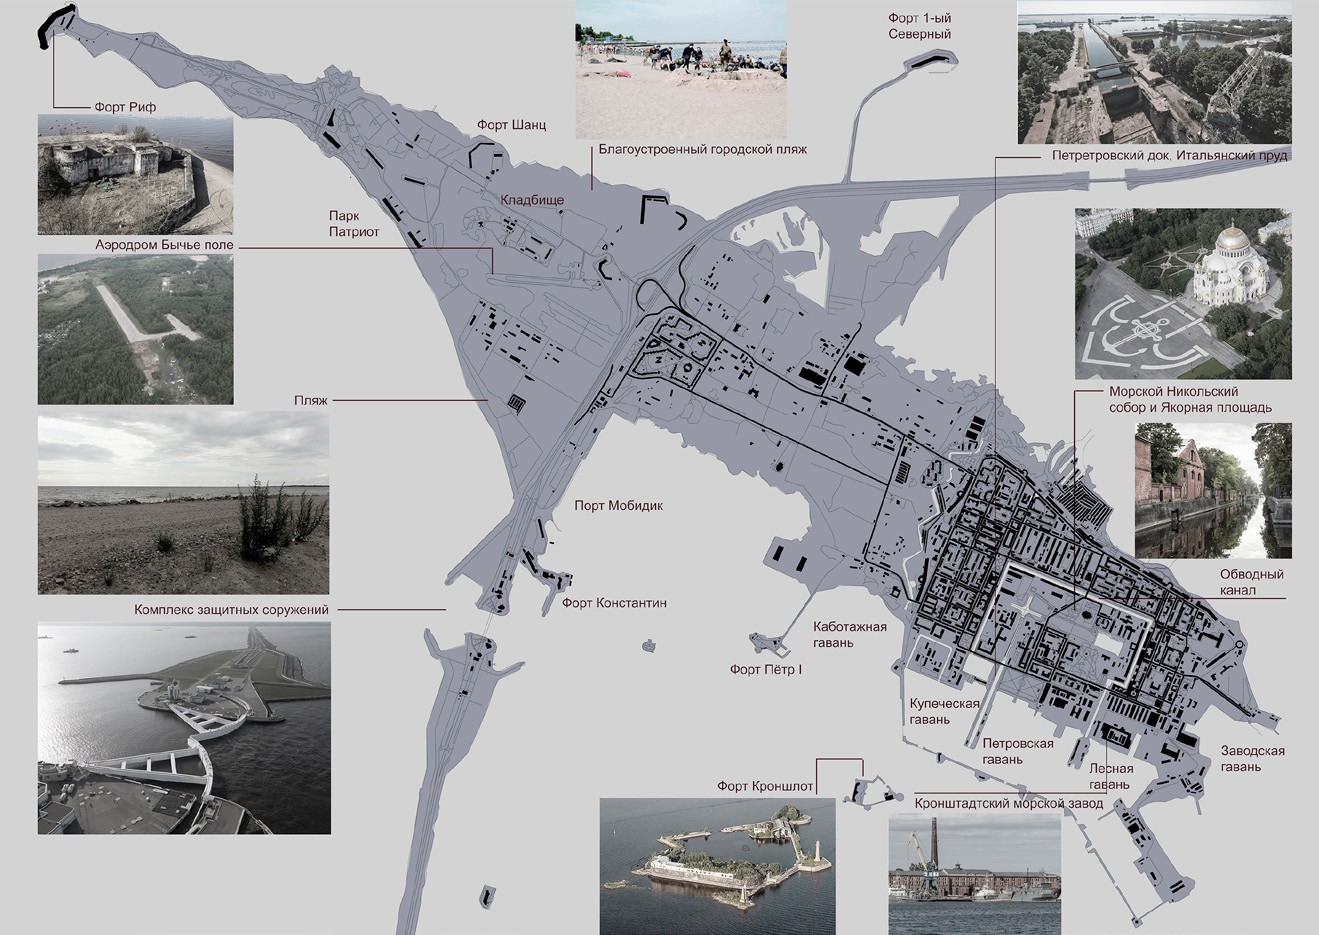 Форт 1-ый
Северный
Форт Риф
Форт Шанц
Благоустроенный городской пляж
Петретровский док, Итальянский пруд
Кладбище
Парк
Патриот
Аэродром Бычье поле
Морской Никольский
собор и Якорная площадь
Пляж
Порт Мобидик
Обводный
канал
Форт Константин
Комплекс защитных соружений
Каботажная
гавань
Форт Пётр I
Купеческая
гавань
Петровская
гавань
Заводская
гавань
Лесная
гавань
Форт Кроншлот
Кронштадтский морской завод